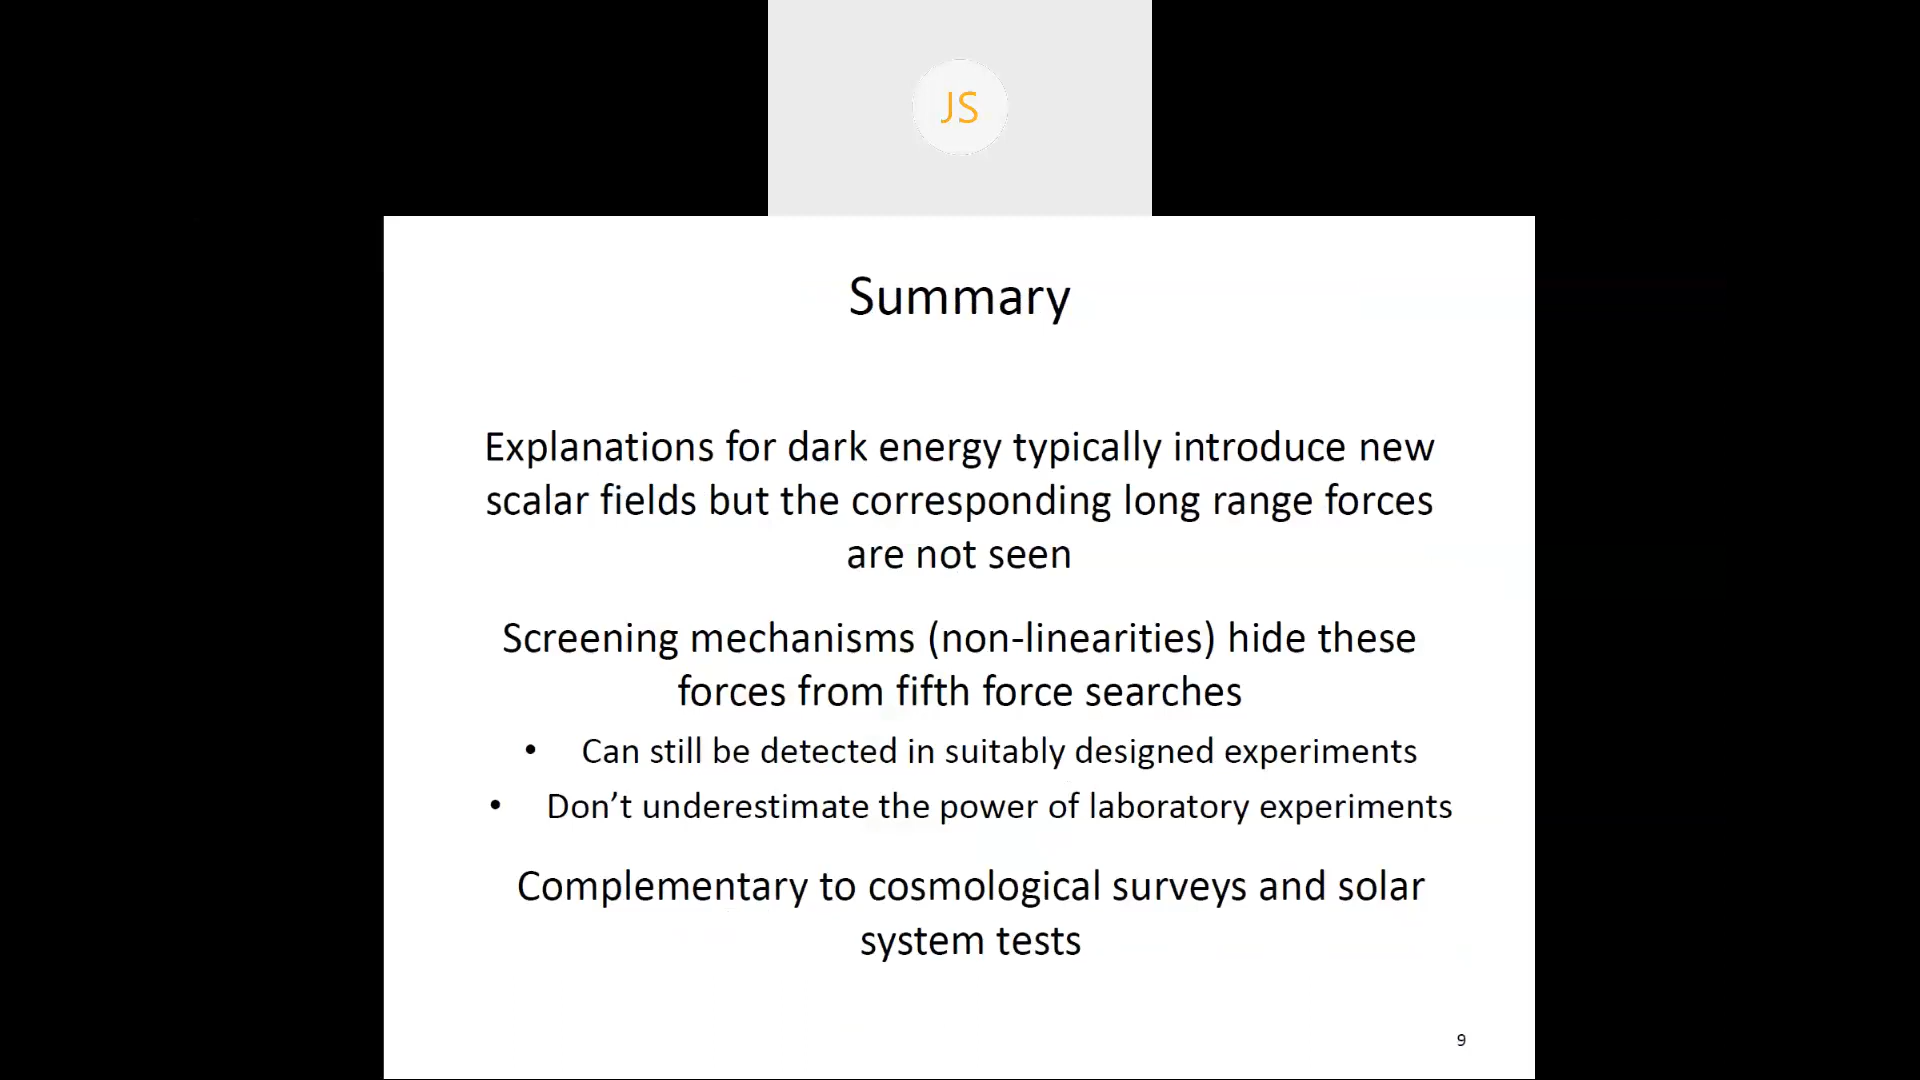 JS
Summary
Explanations for dark energy typically introduce new
scalar fields but the corresponding long range forces
are not seen
Screening mechanisms (non-linearities) hide these
forces from fifth force searches
• Can still be detected in suitably designed experiments
• Don’t underestimate the power of laboratory experiments
Complementary to cosmological surveys and solar
system tests
9